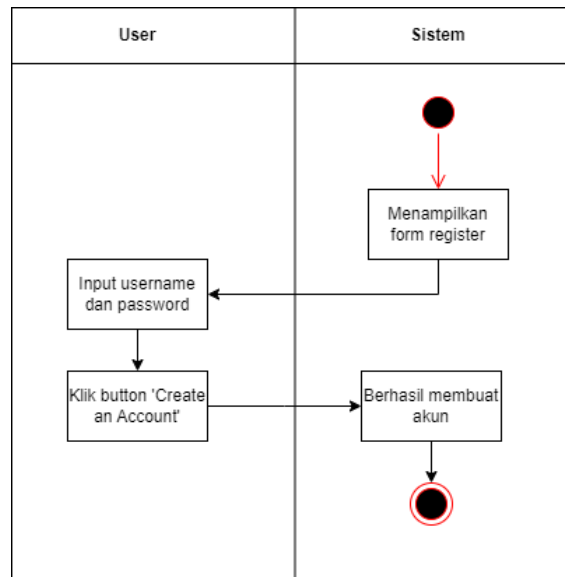 User
Sistem
Menampilkan
form register
Input username
dan password
Klik button 'Create
an Account'
Berhasil membuat
akun